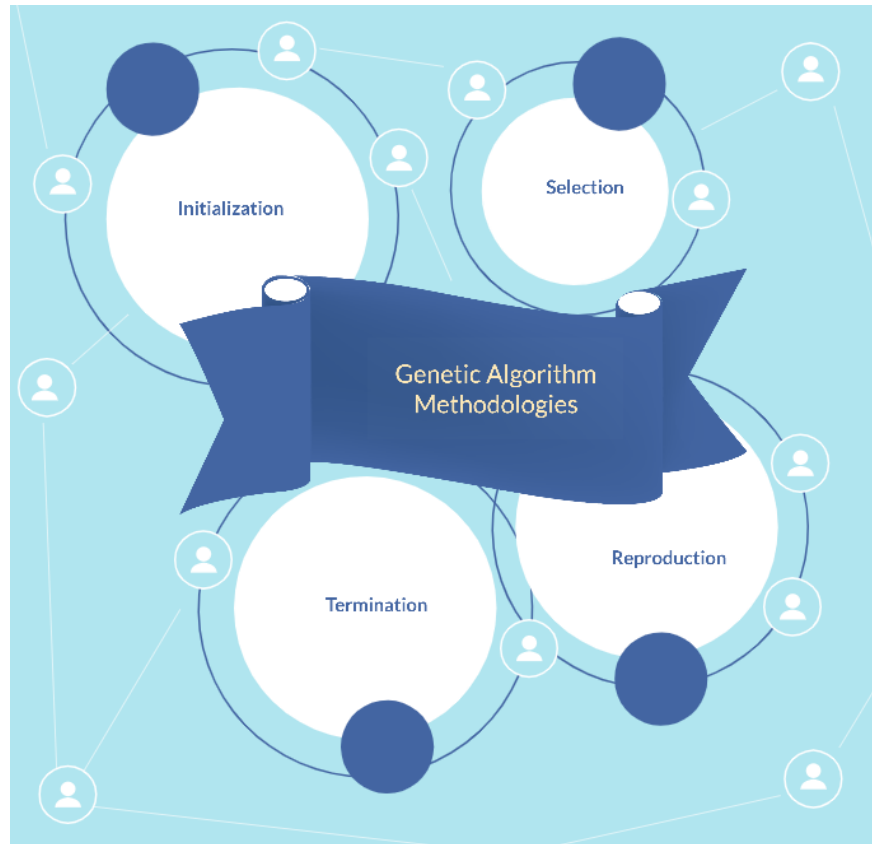 Initialization
Selection
Genetic Algorithm
Methodologies
Reproduction
Termination